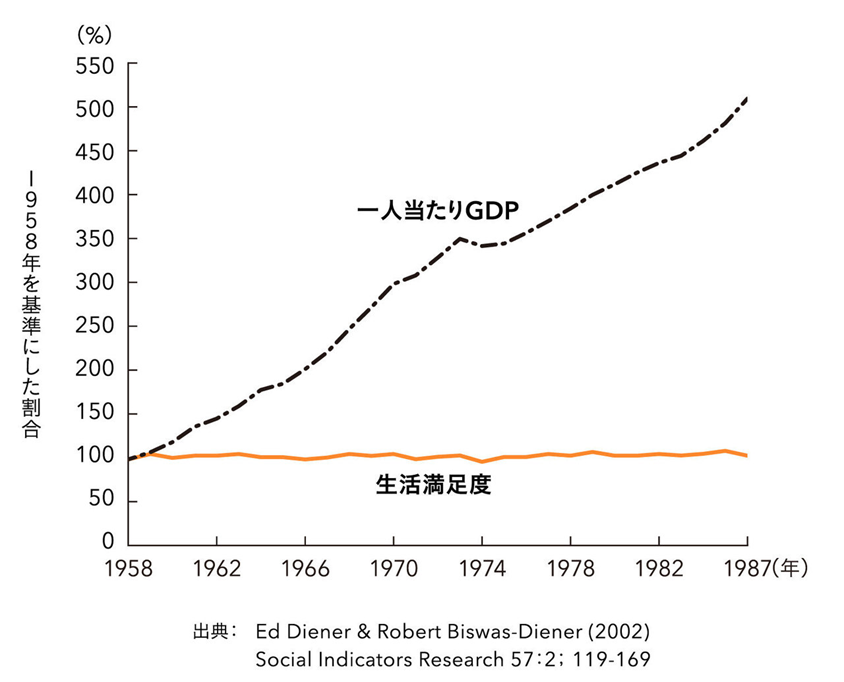 (%)
550
500
450
400
350
300
250
200
150
100
50
0
1958年を基準にした割合
一人当たりGDP
生活満足度
1958 1962 1966 1970 1974 1978 1982 1987(年)
出典： Ed Diener & Robert Biswas-Diener (2002)
Social Indicators Research 57:2; 119-169